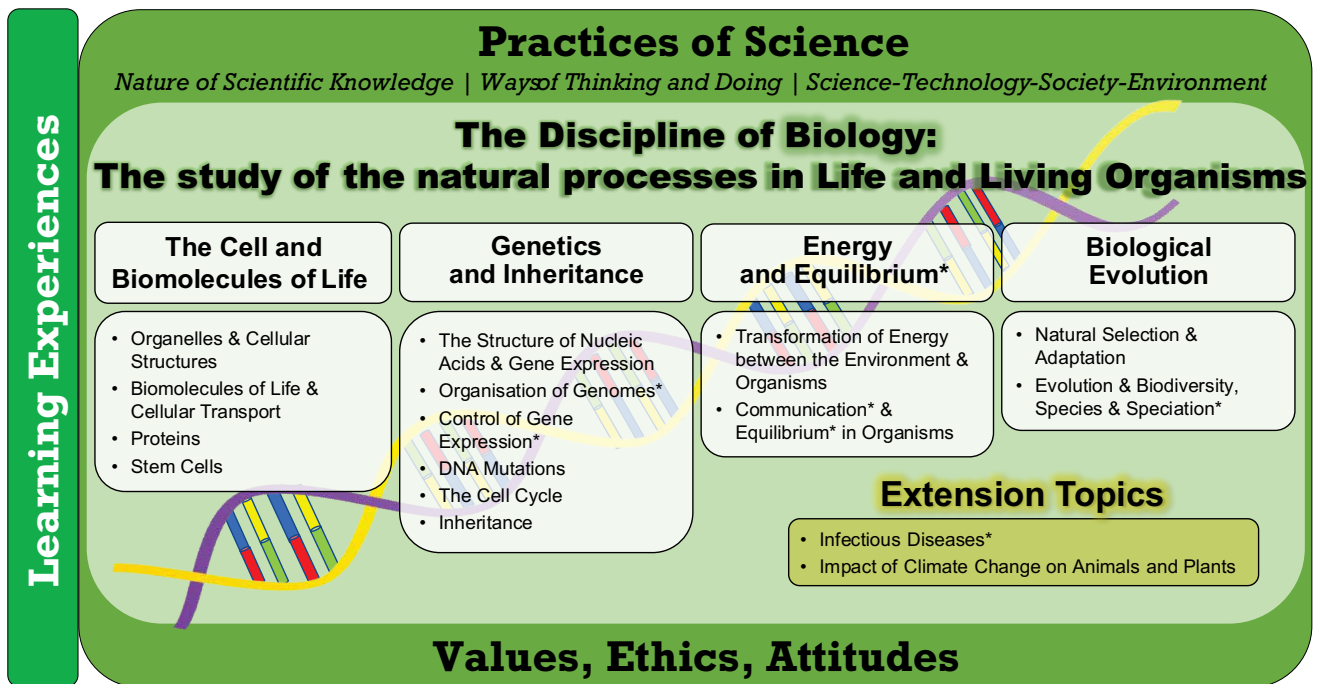 Learning Experiences
Practices of Science
Nature of Scientific Knowledge | Waysof Thinking and Doing | Science-Technology-Society-Environment
The Discipline of Biology:
The study of the natural processes in Life and Living Organisms
The Cell and
Biomolecules of Life
• Organelles & Cellular
Structures
• Biomolecules of Life &
Cellular Transport
• Proteins
• Stem Cells
Genetics
and Inheritance
• The Structure of Nucleic
Acids & Gene Expression
• Organisation of Genomes*
• Control of Gene
Expression*
• DNA Mutations
• The Cell Cycle
• Inheritance
Energy
and Equilibrium*
• Transformation of Energy
between the Environment &
Organisms
• Communication* &
Equilibrium* in Organisms
Biological
Evolution
• Natural Selection &
Adaptation
• Evolution & Biodiversity,
Species & Speciation*
Extension Topics
• Infectious Diseases*
• Impact of Climate Change on Animals and Plants
Values, Ethics, Attitudes